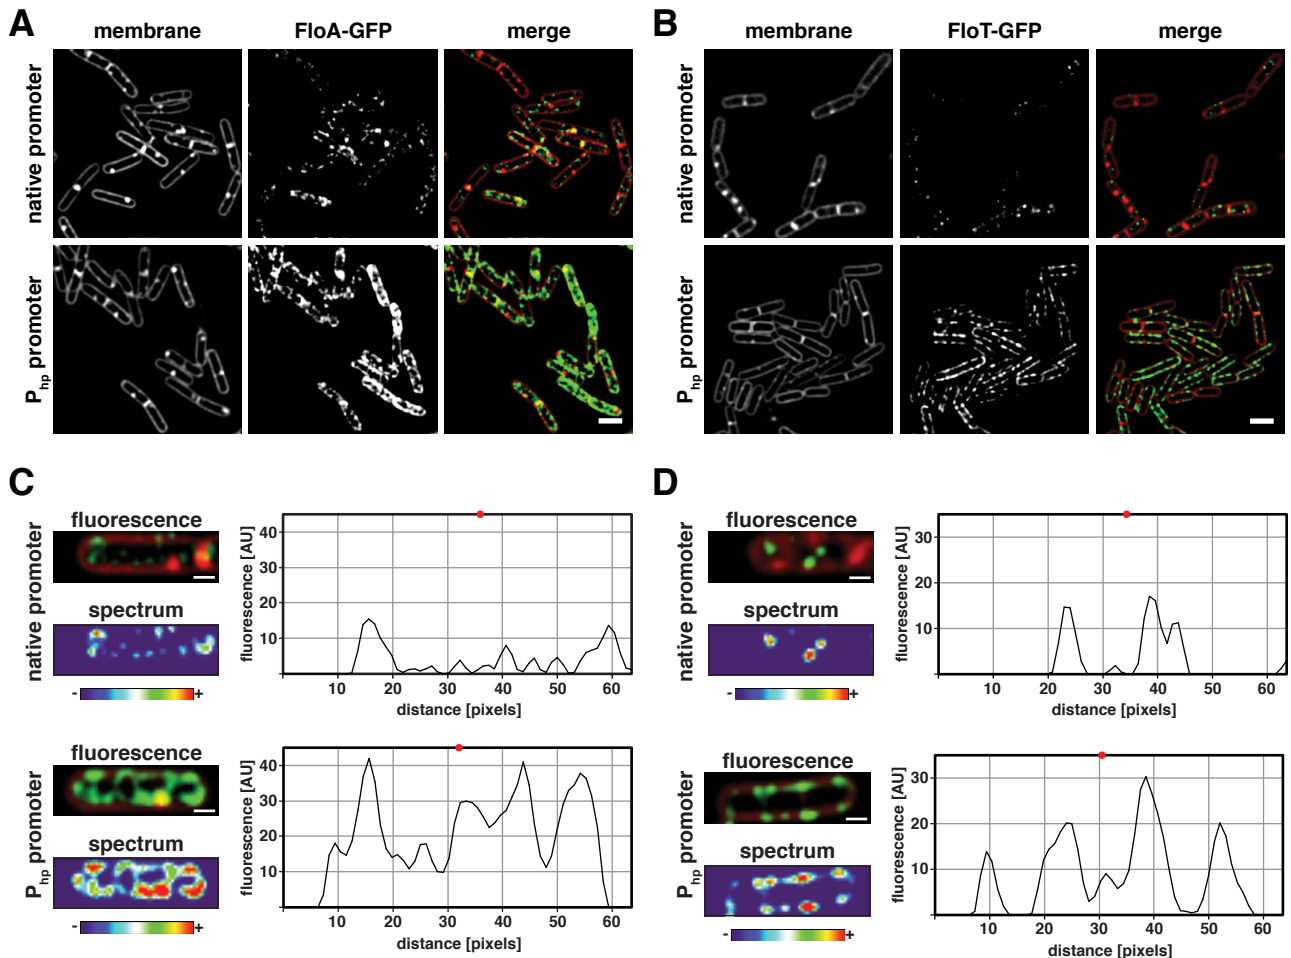 A
membrane
FloA-GFP
merge
native promoter
Php promoter
B
membrane
FloT-GFP
merge
native promoter
Php promoter
C
native promoter
fluorescence
spectrum
- +
fluorescence [AU]
40
30
20
10
10 20 30 40 50 60
distance [pixels]
Php promoter
fluorescence
spectrum
- +
fluorescence [AU]
40
30
20
10
10 20 30 40 50 60
distance [pixels]
D
native promoter
fluorescence
spectrum
- +
fluorescence [AU]
30
20
10
10 20 30 40 50 60
distance [pixels]
Php promoter
fluorescence
spectrum
- +
fluorescence [AU]
30
20
10
10 20 30 40 50 60
distance [pixels]